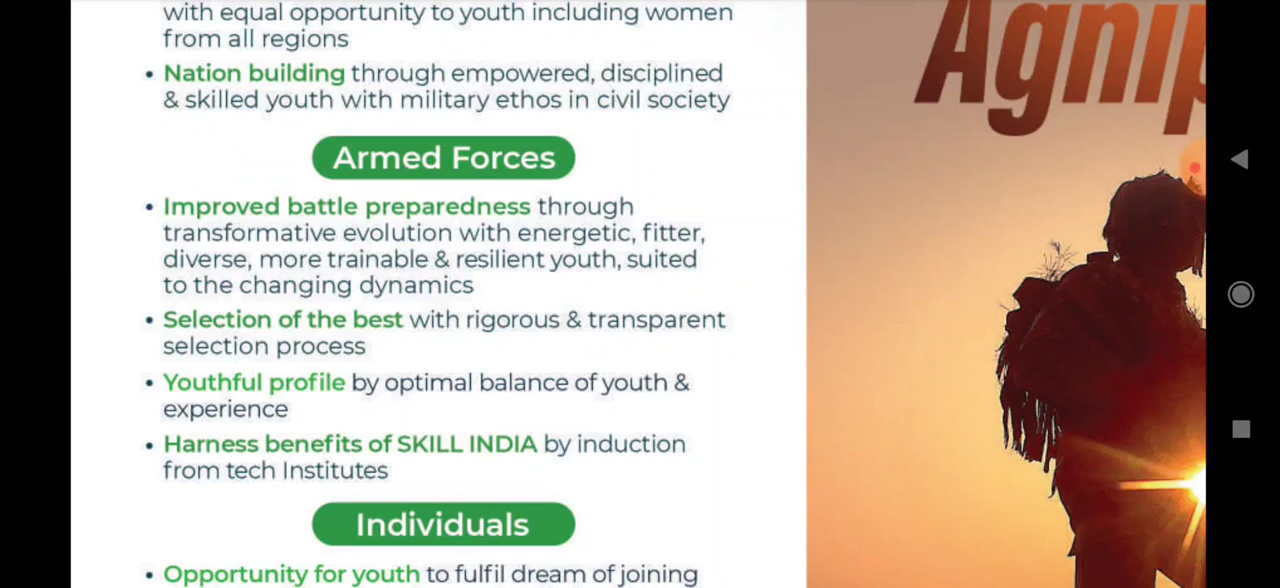 with equal opportunity to youth including women
from all regions
• Nation building through empowered, disciplined
& skilled youth with military ethos in civil society
Armed Forces
• Improved battle preparedness through
transformative evolution with energetic, fitter,
diverse, more trainable & resilient youth, suited
to the changing dynamics
• Selection of the best with rigorous & transparent
selection process
• Youthful profile by optimal balance of youth &
experience
• Harness benefits of SKILL INDIA by induction
from tech Institutes
Individuals
• Opportunity for youth to fulfil dream of joining
Agnip